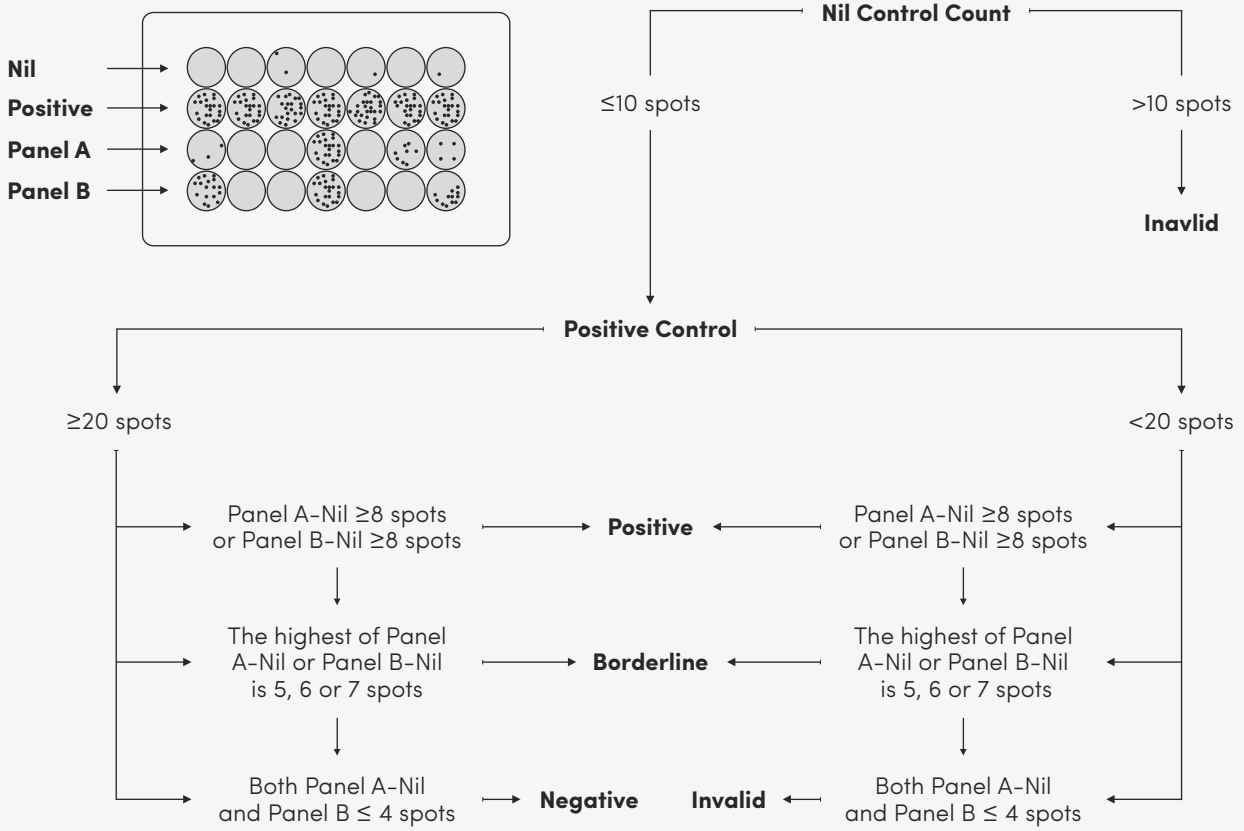 Nil
Positive
Panel A
Panel B
Nil Control Count
≤10 spots
>10 spots
Inavlid
Positive Control
≥20 spots
<20 spots
Panel A-Nil ≥8 spots
or Panel B-Nil ≥8 spots
Positive
Panel A-Nil ≥8 spots
or Panel B-Nil ≥8 spots
The highest of Panel
A-Nil or Panel B-Nil
is 5, 6 or 7 spots
Borderline
The highest of Panel
A-Nil or Panel B-Nil
is 5, 6 or 7 spots
Both Panel A-Nil
and Panel B ≤ 4 spots
Negative
Invalid
Both Panel A-Nil
and Panel B ≤ 4 spots